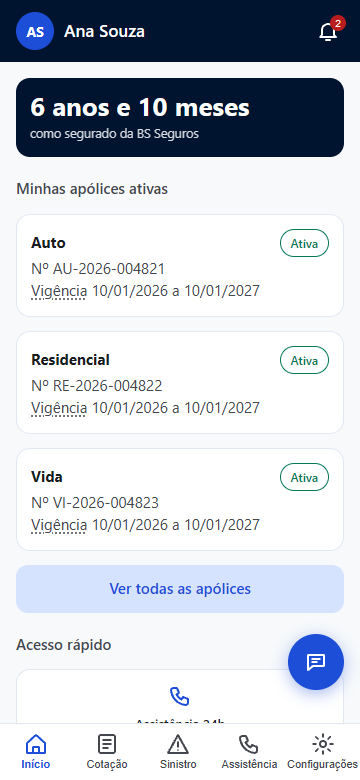 AS Ana Souza 2
6 anos e 10 meses
como segurado da BS Seguros
Minhas apólices ativas
Auto Ativa
Nº AU-2026-004821
Vigência 10/01/2026 a 10/01/2027
Residencial Ativa
Nº RE-2026-004822
Vigência 10/01/2026 a 10/01/2027
Vida Ativa
Nº VI-2026-004823
Vigência 10/01/2026 a 10/01/2027
Ver todas as apólices
Acesso rápido
Assistência 24h
Início Cotação Sinistro Assistência Configurações